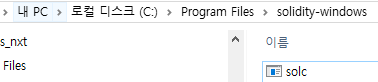 › 내 PC › 로컬 디스크 (C:) › Program Files › solidity-windows
s_nxt
이름
Files
solc